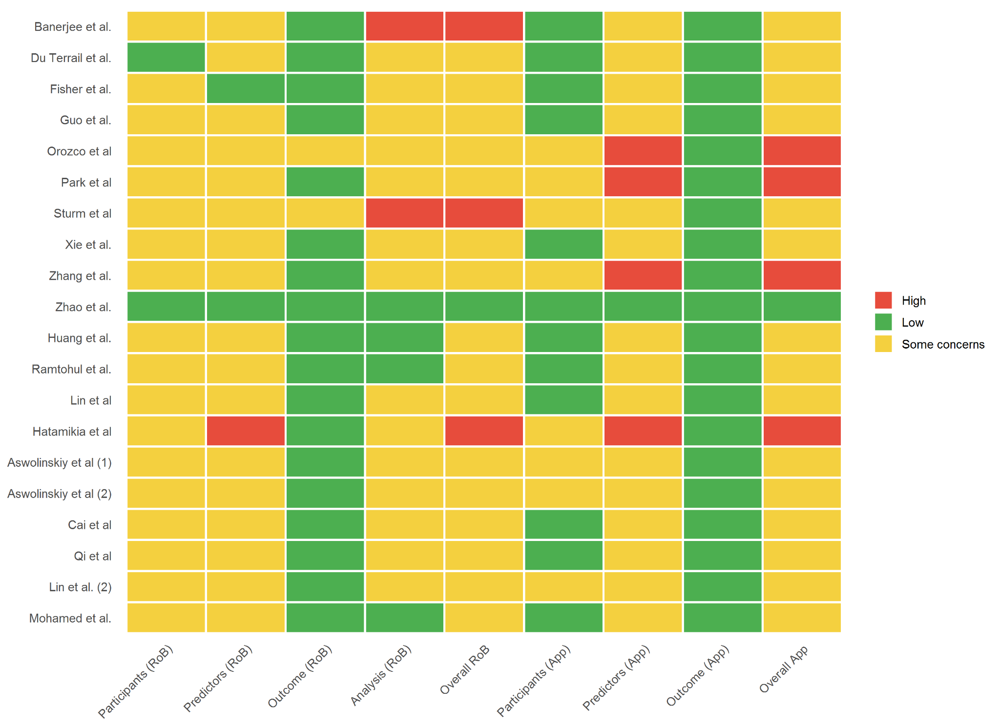 Banerjee et al.
Du Terrail et al.
Fisher et al.
Guo et al.
Orozco et al
Park et al
Sturm et al
Xie et al.
Zhang et al.
Zhao et al.
Huang et al.
Ramtohul et al.
Lin et al
Hatamikia et al
Aswolinskiy et al (1)
Aswolinskiy et al (2)
Cai et al
Qi et al
Lin et al. (2)
Mohamed et al.
Participants (RoB)
Predictors (RoB)
Outcome (RoB)
Analysis (RoB)
Overall RoB
Participants (App)
Predictors (App)
Outcome (App)
Overall App
High
Low
Some concerns